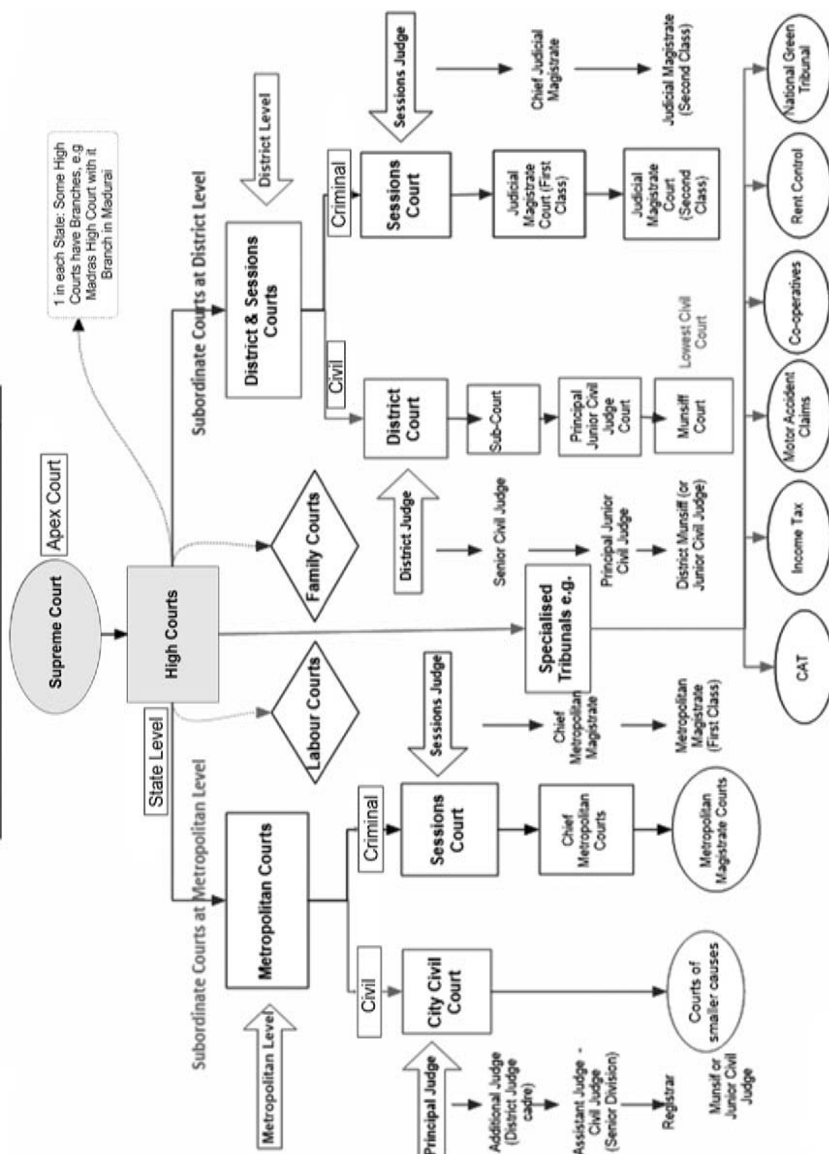 Supreme Court
Apex Court
1 in each State: Some High
Courts have Branches, e.g
Madras High Court with it
Branch in Madurai
High Courts
State Level
Labour Courts
Family Courts
Subordinate Courts at Metropolitan Level
Subordinate Courts at District Level
Metropolitan Level
Metropolitan Courts
District & Sessions
Courts
District Level
Civil
Criminal
Civil
Criminal
Principal Judge
City Civil
Court
Sessions
Court
Sessions Judge
District Judge
District
Court
Sessions
Court
Sessions Judge
Additional Judge
(District Judge
cadre)
Assistant Judge -
Civil Judge
(Senior Division)
Registrar
Munsif or
Junior Civil
Judge
Courts of
smaller causes
Chief
Metropolitan
Courts
Metropolitan
Magistrate Courts
Chief
Metropolitan
Magistrate
Metropolitan
Magistrate
(First Class)
Specialised
Tribunals e.g.
Senior Civil Judge
Principal Junior
Civil Judge
District Munsiff (or
Junior Civil Judge)
Sub-Court
Principal
Junior Civil
Judge
Court
Munsiff
Court
Lowest Civil
Court
Judicial
Magistrate
Court (First
Class)
Judicial
Magistrate
Court
(Second
Class)
Chief Judicial
Magistrate
Judicial Magistrate
(Second Class)
CAT
Income Tax
Motor Accident
Claims
Co-operatives
Rent Control
National Green
Tribunal